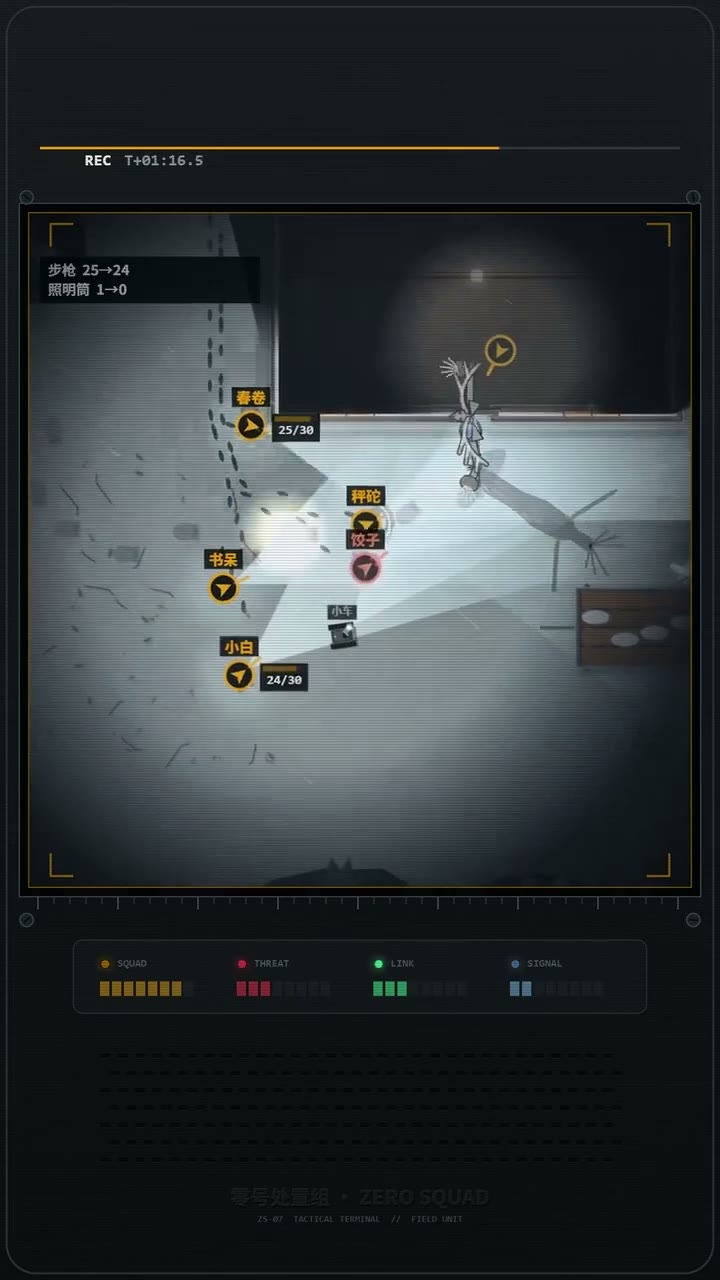 REC T+01:16.5
步枪 25→24
照明筒 1→0
春卷
25/30
秤砣
饺子
书呆
小车
小白
24/30
SQUAD THREAT LINK SIGNAL
零号处置组 · ZERO SQUAD
ZS-07 TACTICAL TERMINAL // FIELD UNIT